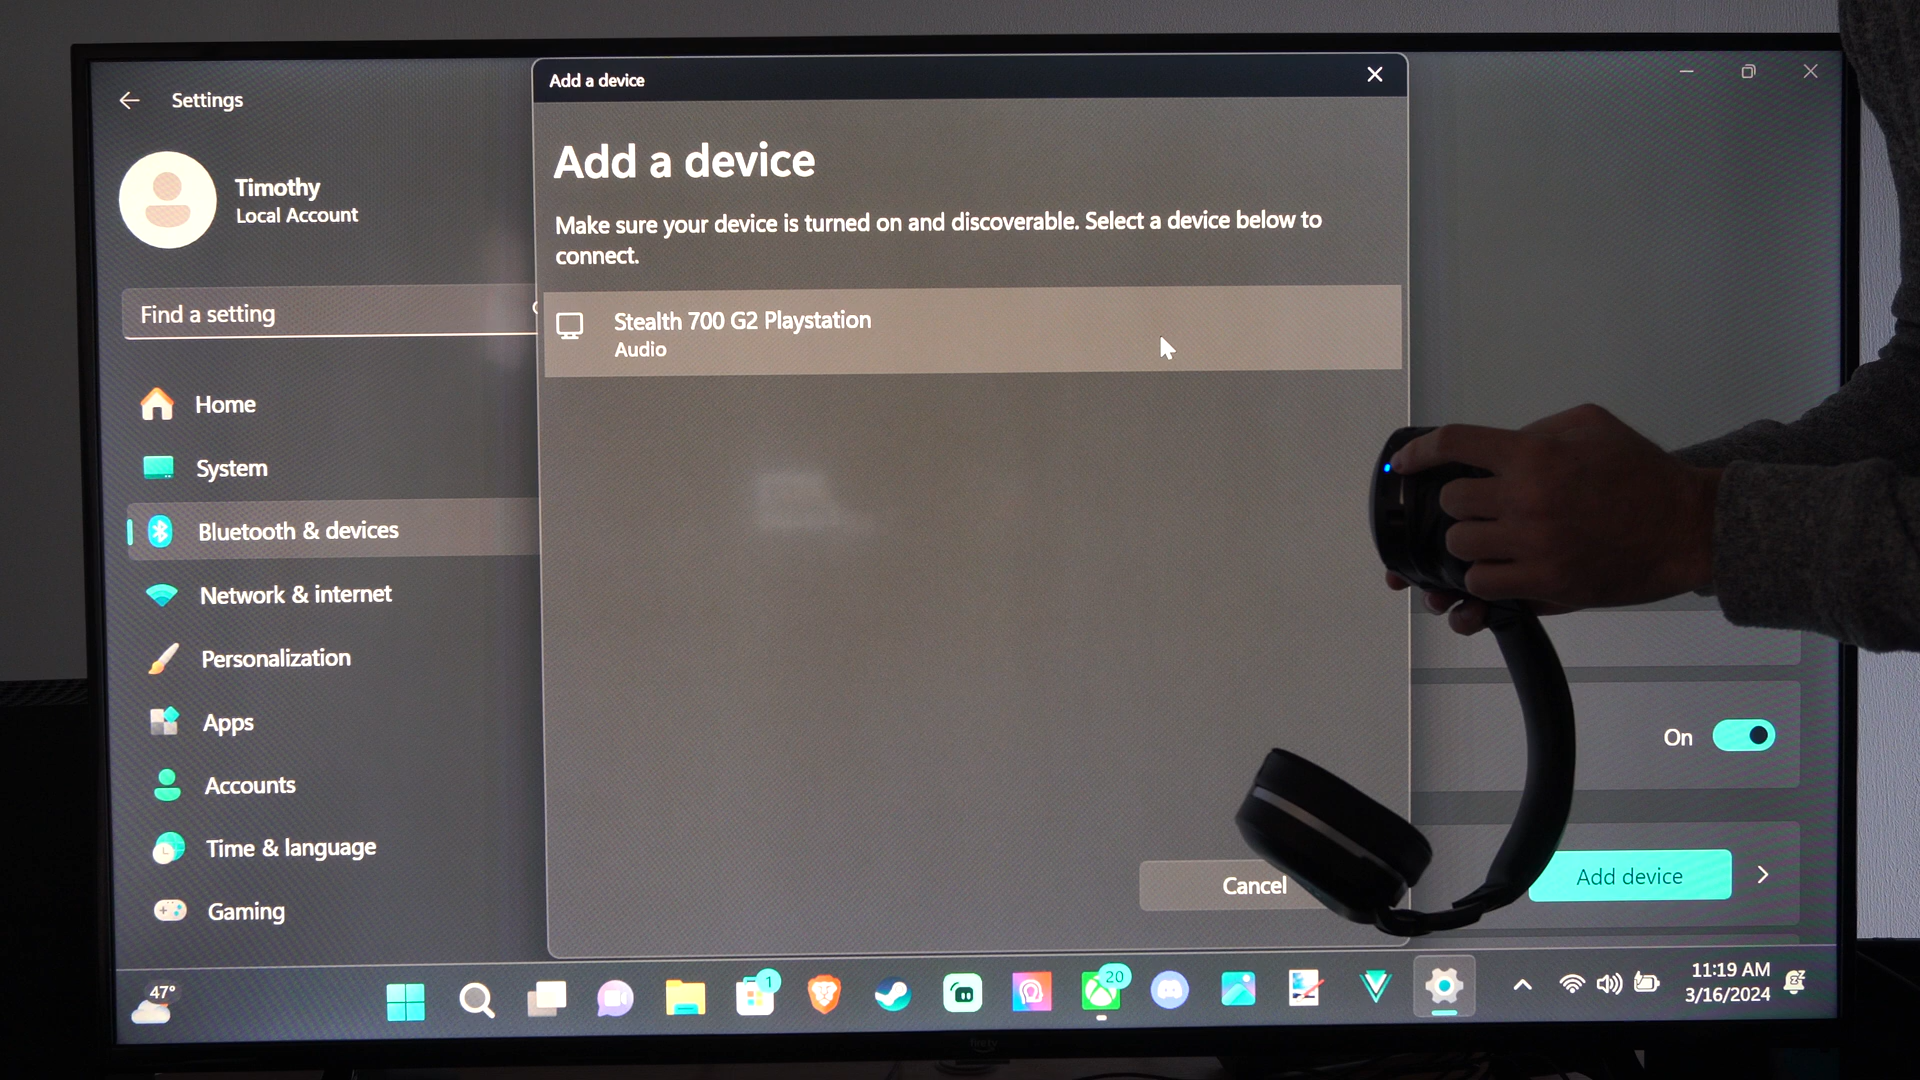 Settings
Timothy
Local Account
Find a setting
Home
System
Bluetooth & devices
Network & internet
Personalization
Apps
Accounts
Time & language
Gaming
Add a device
Add a device
Make sure your device is turned on and discoverable. Select a device below to
connect.
Stealth 700 G2 Playstation
Audio
Cancel
On
Add device
47°
1
20
11:19 AM
3/16/2024